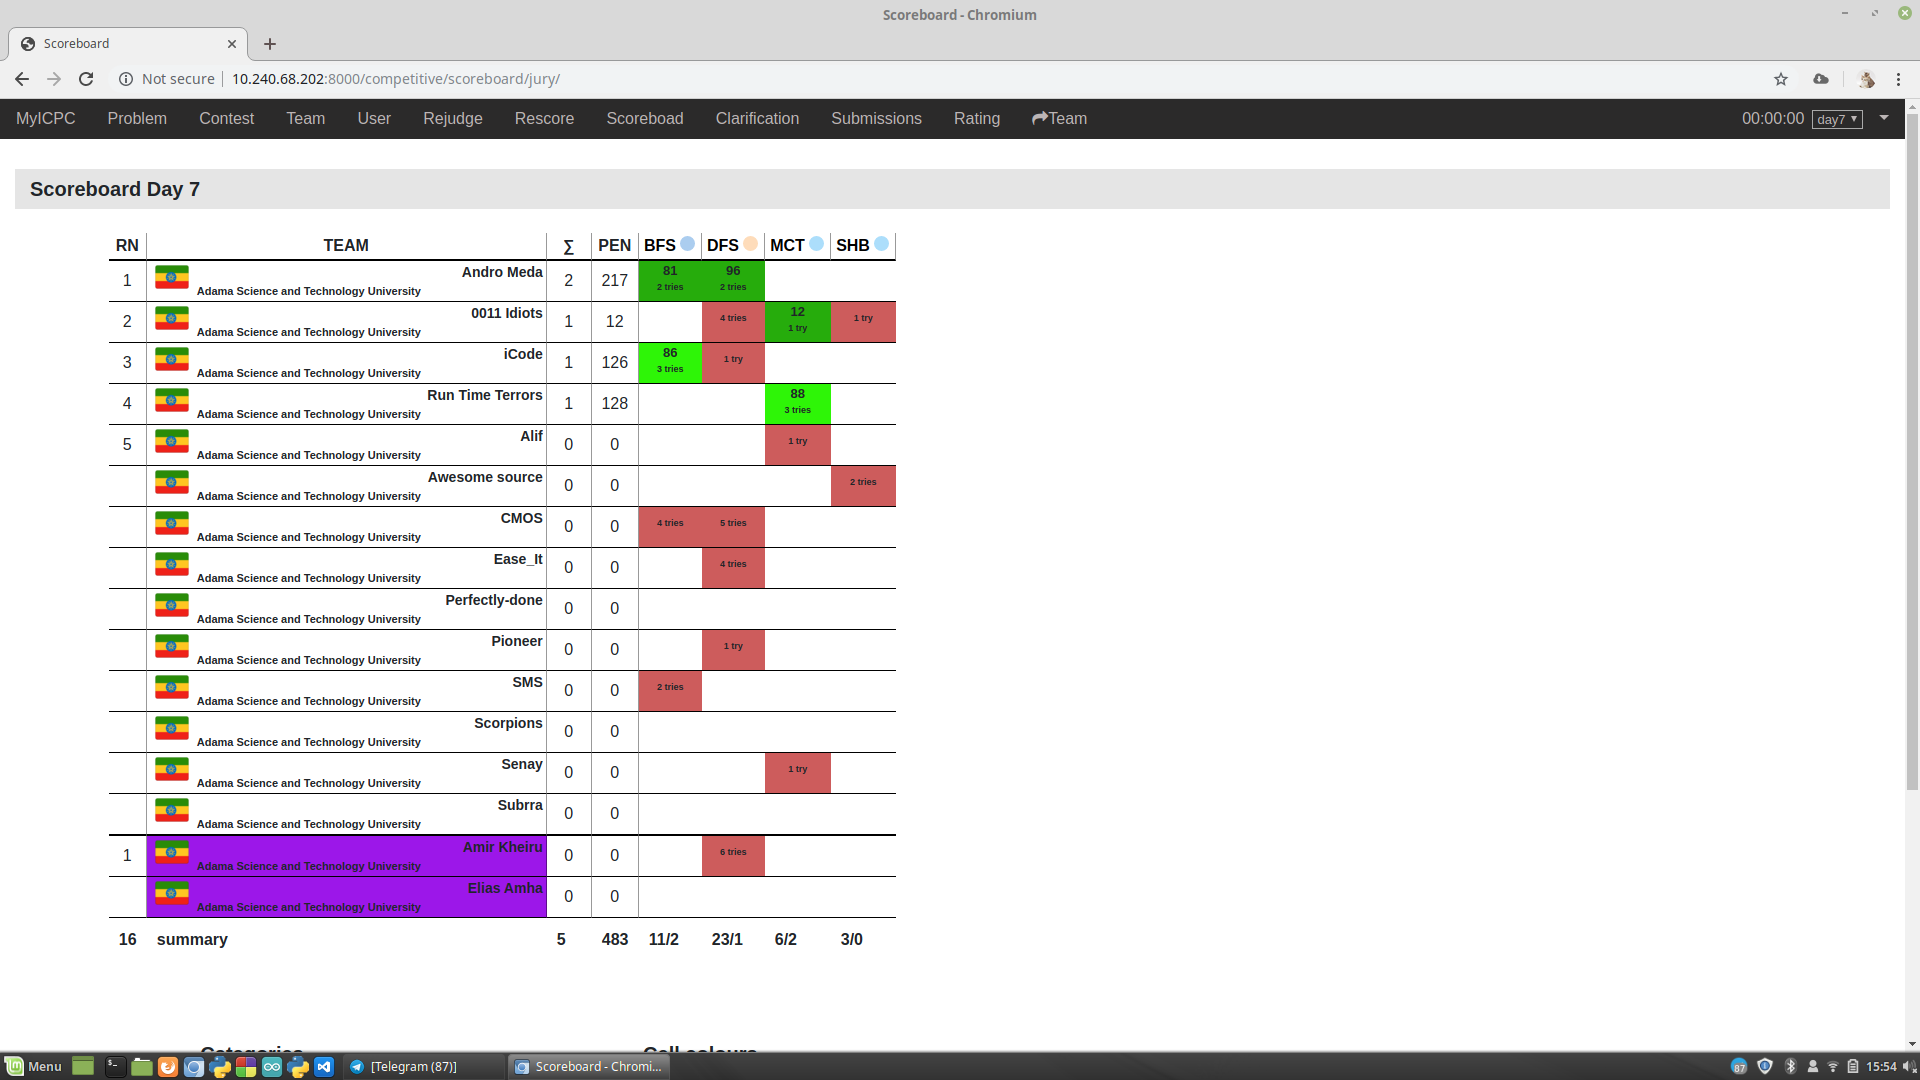 Scoreboard - Chromium
Scoreboard
Not secure 10.240.68.202:8000/competitive/scoreboard/jury/
MyICPC Problem Contest Team User Rejudge Rescore Scoreboad Clarification Submissions Rating Team 00:00:00 day7
Scoreboard Day 7
RN TEAM ∑ PEN BFS DFS MCT SHB
1 Andro Meda 2 217 81 96
Adama Science and Technology University 2 tries 2 tries
2 0011 Idiots 1 12 4 tries 12 1 try
Adama Science and Technology University 1 try
3 iCode 1 126 86 1 try
Adama Science and Technology University 3 tries
4 Run Time Terrors 1 128 88
Adama Science and Technology University 3 tries
5 Alif 0 0 1 try
Adama Science and Technology University
Awesome source 0 0 2 tries
Adama Science and Technology University
CMOS 0 0 4 tries 5 tries
Adama Science and Technology University
Ease_It 0 0 4 tries
Adama Science and Technology University
Perfectly-done 0 0
Adama Science and Technology University
Pioneer 0 0 1 try
Adama Science and Technology University
SMS 0 0 2 tries
Adama Science and Technology University
Scorpions 0 0
Adama Science and Technology University
Senay 0 0 1 try
Adama Science and Technology University
Subrra 0 0
Adama Science and Technology University
1 Amir Kheiru 0 0 6 tries
Adama Science and Technology University
Elias Amha 0 0
Adama Science and Technology University
16 summary 5 483 11/2 23/1 6/2 3/0
Categories Cell colours
Menu [Telegram (87)] Scoreboard - Chromi... 87 15:54